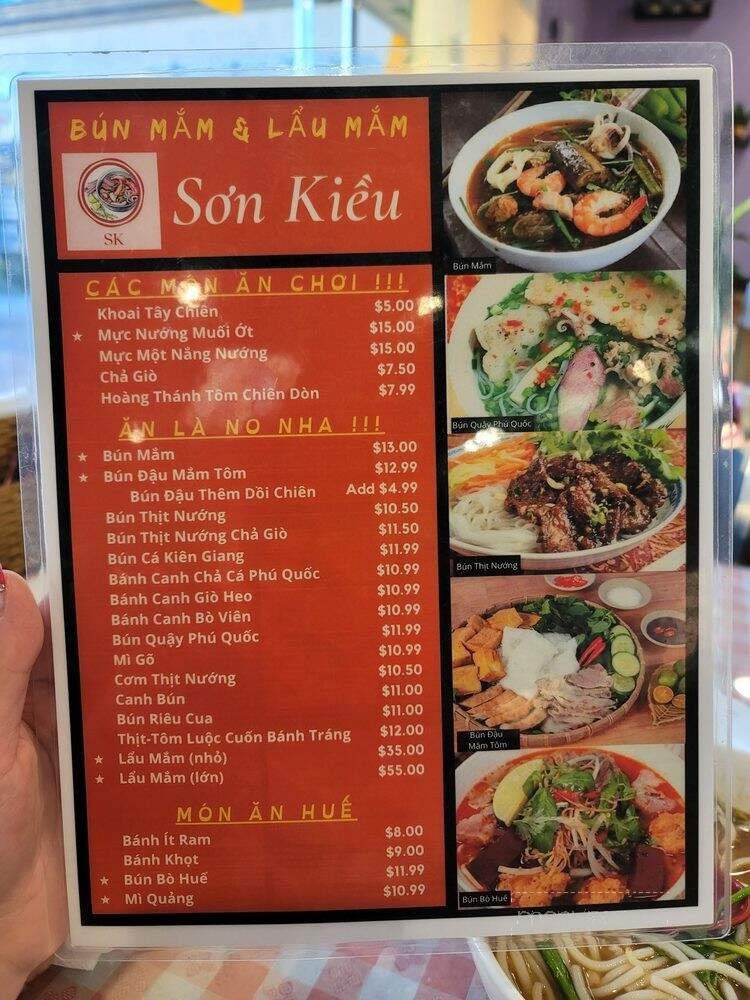 BÚN MẮM & LẨU MẮM
Sơn Kiều
SK
CÁC MÓN ĂN CHƠI !!!
Khoai Tây Chiên $5.00
★ Mực Nướng Muối Ớt $15.00
Mực Một Nắng Nướng $15.00
Chả Giò $7.50
Hoàng Thánh Tôm Chiên Dòn $7.99
ĂN LÀ NO NHA !!!
★ Bún Mắm $13.00
★ Bún Đậu Mắm Tôm $12.99
Bún Đậu Thêm Dồi Chiên Add $4.99
Bún Thịt Nướng $10.50
Bún Thịt Nướng Chả Giò $11.50
Bún Cá Kiên Giang $11.99
Bánh Canh Chả Cá Phú Quốc $10.99
Bánh Canh Giò Heo $10.99
Bánh Canh Bò Viên $10.99
Bún Quậy Phú Quốc $11.99
Mì Gõ $10.99
Cơm Thịt Nướng $10.50
Canh Bún $11.00
Bún Riêu Cua $11.00
Thịt-Tôm Luộc Cuốn Bánh Tráng $12.00
★ Lẩu Mắm (nhỏ) $35.00
★ Lẩu Mắm (lớn) $55.00
MÓN ĂN HUẾ
Bánh Ít Ram $8.00
Bánh Khọt $9.00
★ Bún Bò Huế $11.99
★ Mì Quảng $10.99
Bún Mắm
Bún Quậy Phú Quốc
Bún Thịt Nướng
Bún Đậu
Mắm Tôm
Bún Bò Huế